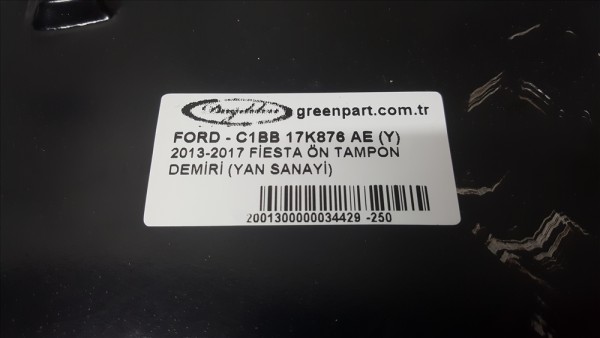 greenpart.com.tr
FORD - C1BB 17K876 AE (Y)
2013-2017 FİESTA ÖN TAMPON
DEMİRİ (YAN SANAYİ)
2001300000034429 -250